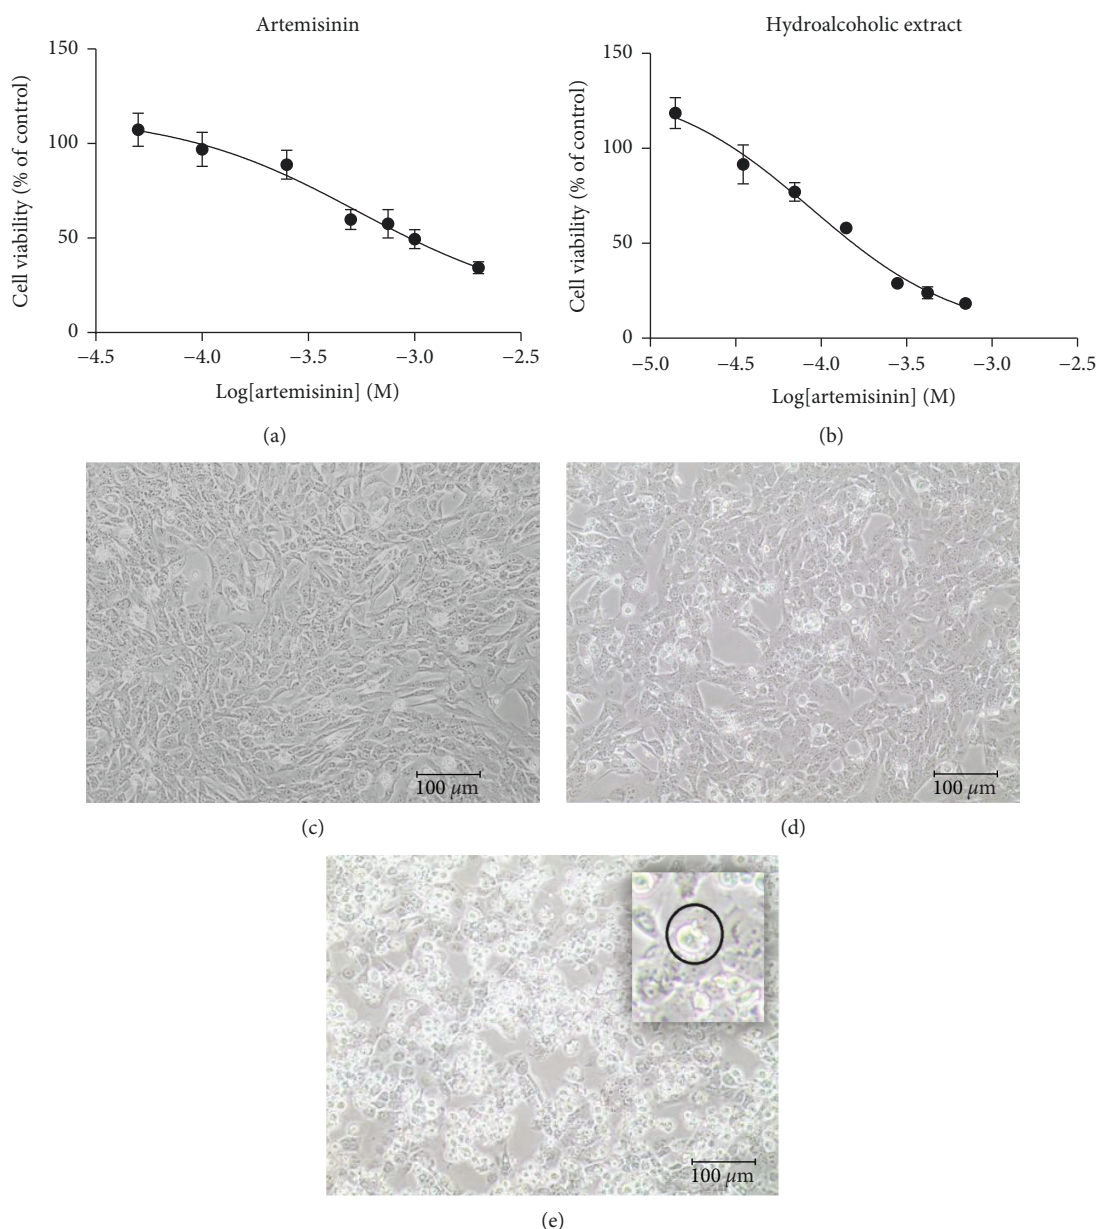 Artemisinin
150
100
50
0
Cell viability (% of control)
−4.5 −4.0 −3.5 −3.0 −2.5
Log[artemisinin] (M)
(a)
Hydroalcoholic extract
150
100
50
0
Cell viability (% of control)
−5.0 −4.5 −4.0 −3.5 −3.0 −2.5
Log[artemisinin] (M)
(b)
100 μm
(c)
100 μm
(d)
100 μm
(e)